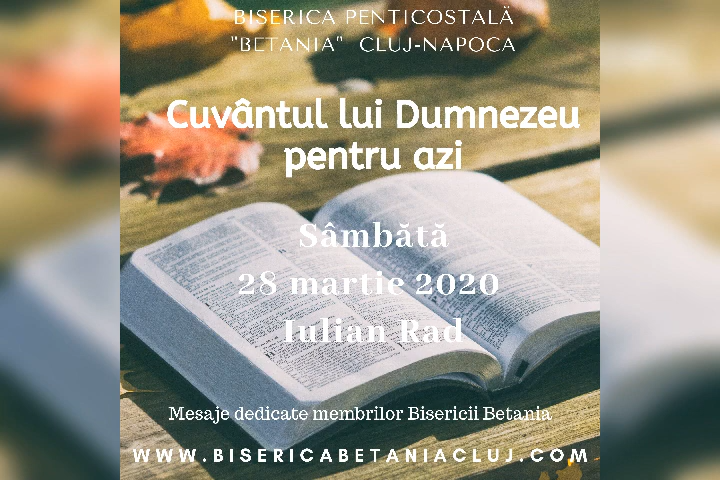 BISERICA PENTICOSTALĂ
"BETANIA" CLUJ-NAPOCA
Cuvântul lui Dumnezeu
pentru azi
Sâmbătă
28 martie 2020
Iulian Rad
Mesaje dedicate membrilor Bisericii Betania
WWW.BISERICABETANIACLUJ.COM